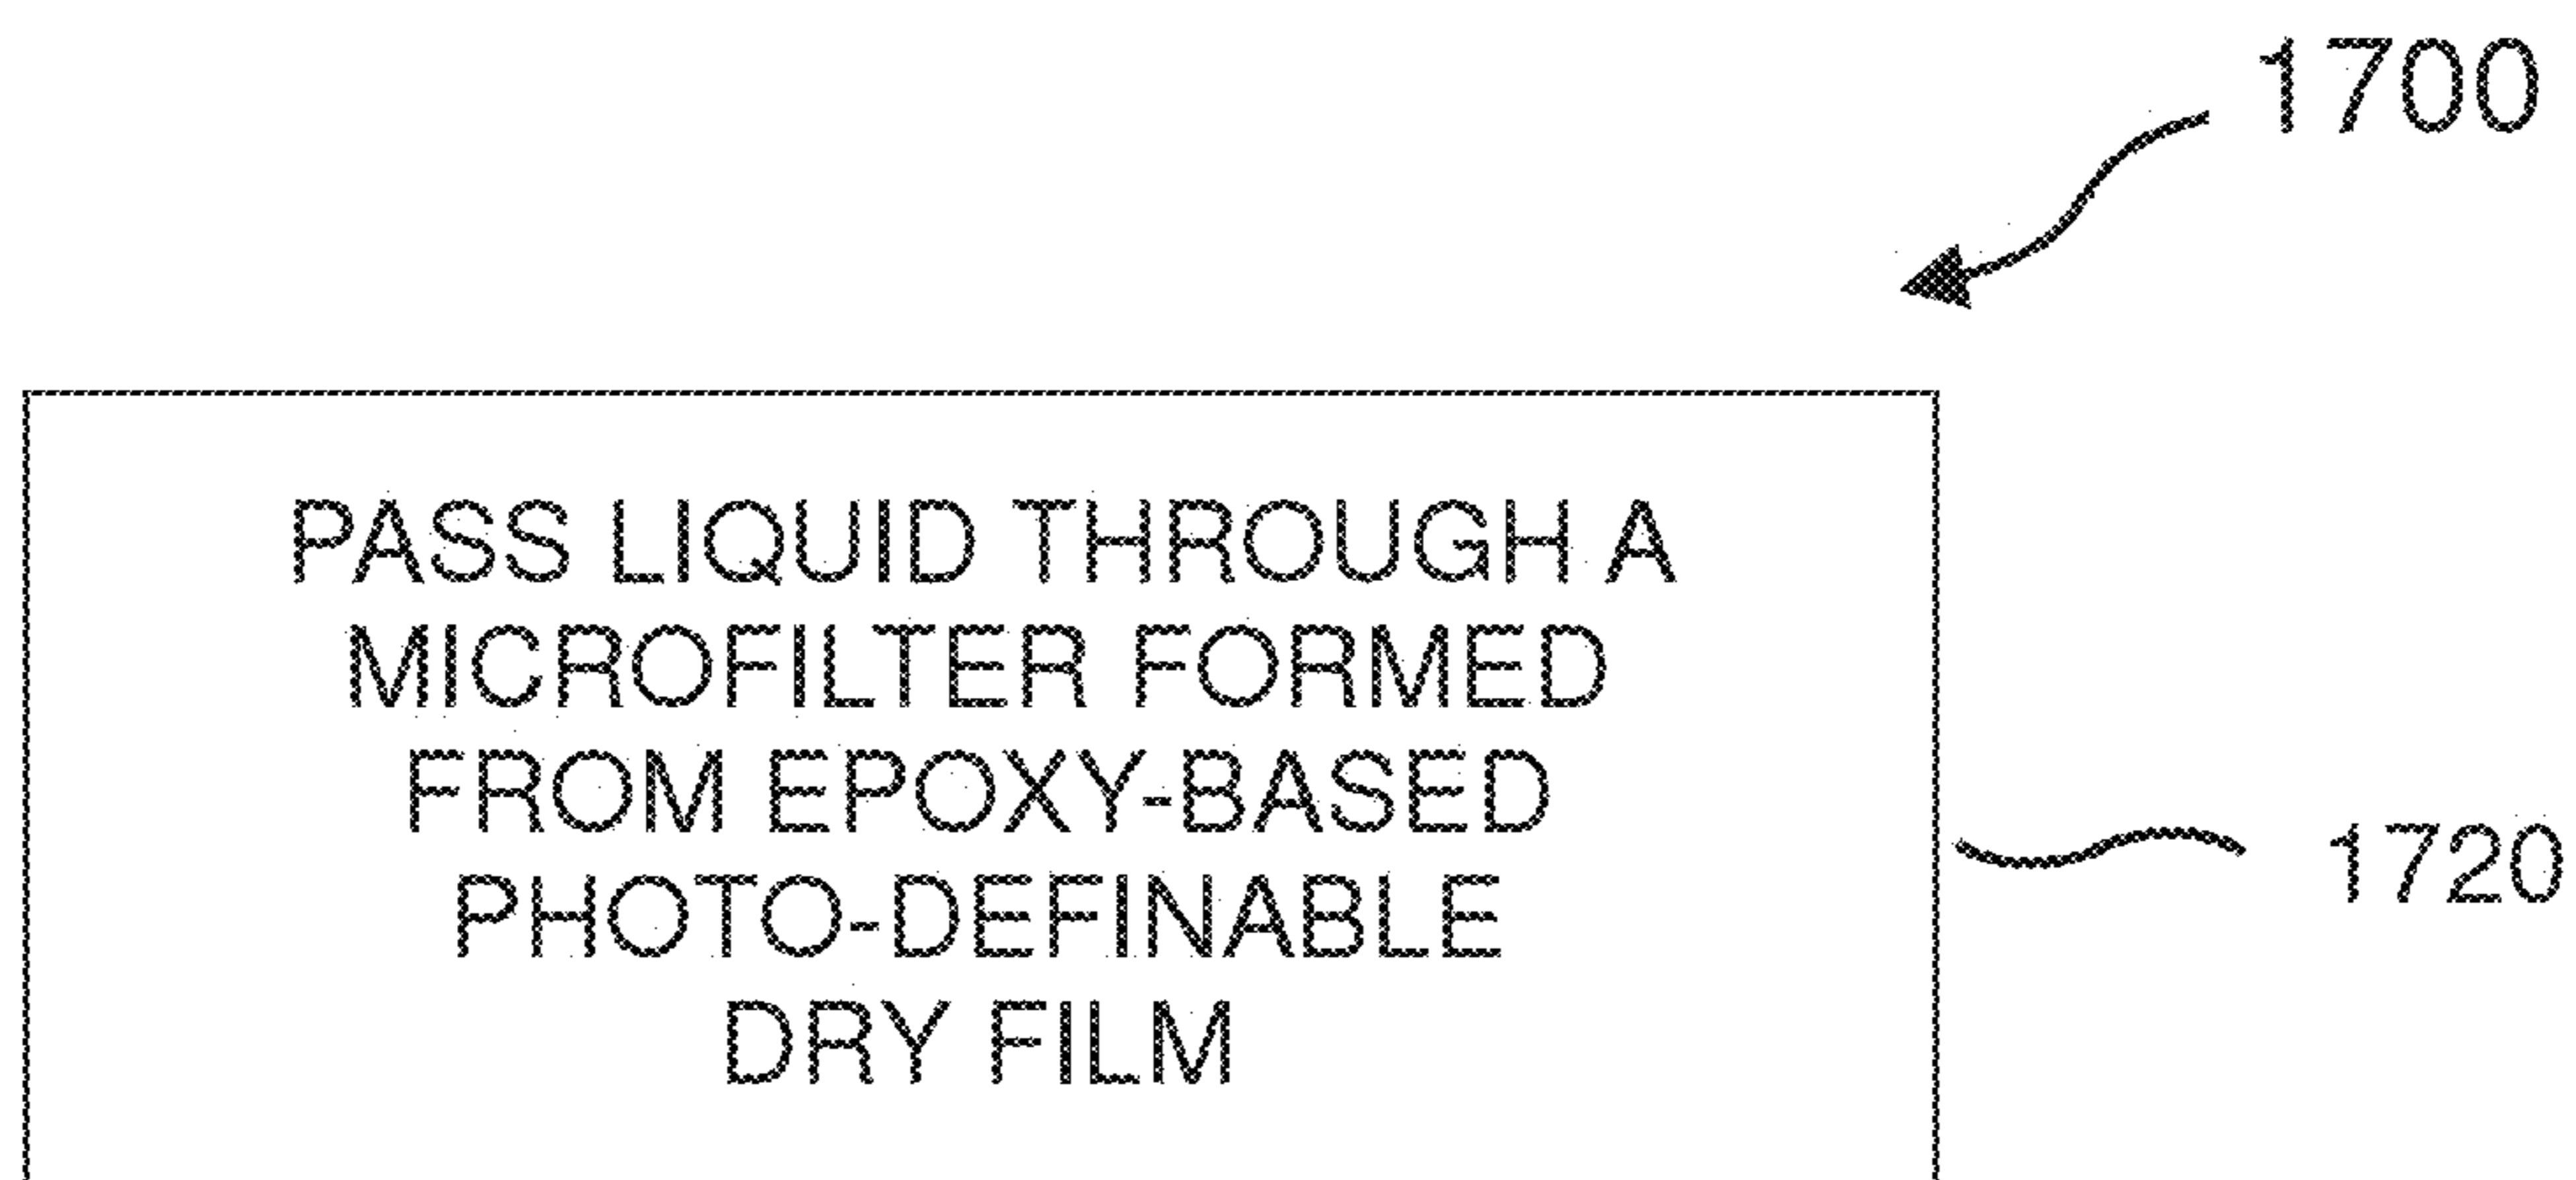 1700
PASS LIQUID THROUGH A
MICROFILTER FORMED
FROM EPOXY-BASED
PHOTO-DEFINABLE
DRY FILM
1720